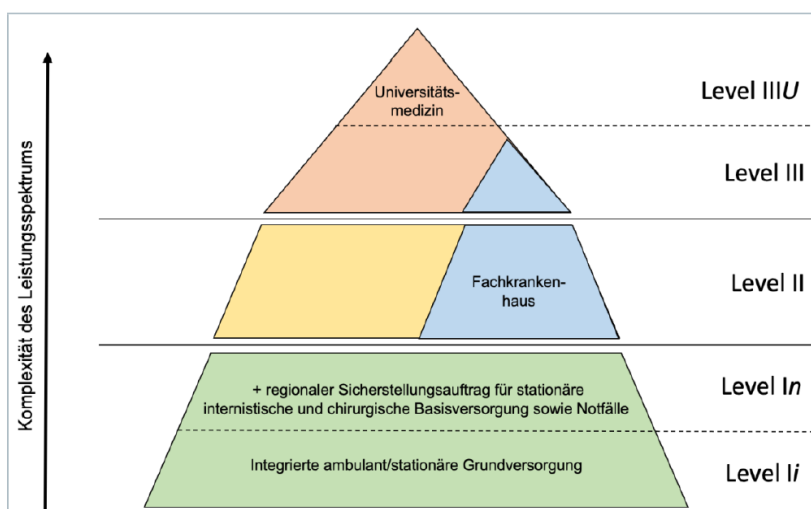 Komplexität des Leistungsspektrums
Universitäts-
medizin
Level IIIU
Level III
Fachkranken-
haus
Level II
+ regionaler Sicherstellungsauftrag für stationäre
internistische und chirurgische Basisversorgung sowie Notfälle
Level In
Integrierte ambulant/stationäre Grundversorgung
Level Ii